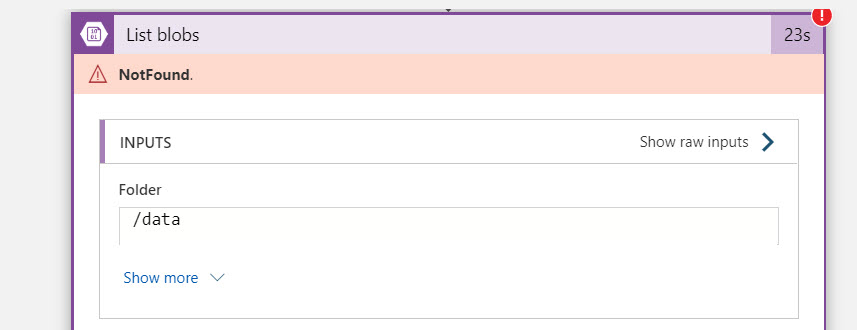 List blobs
23s
NotFound.
INPUTS
Show raw inputs
Folder
/data
Show more